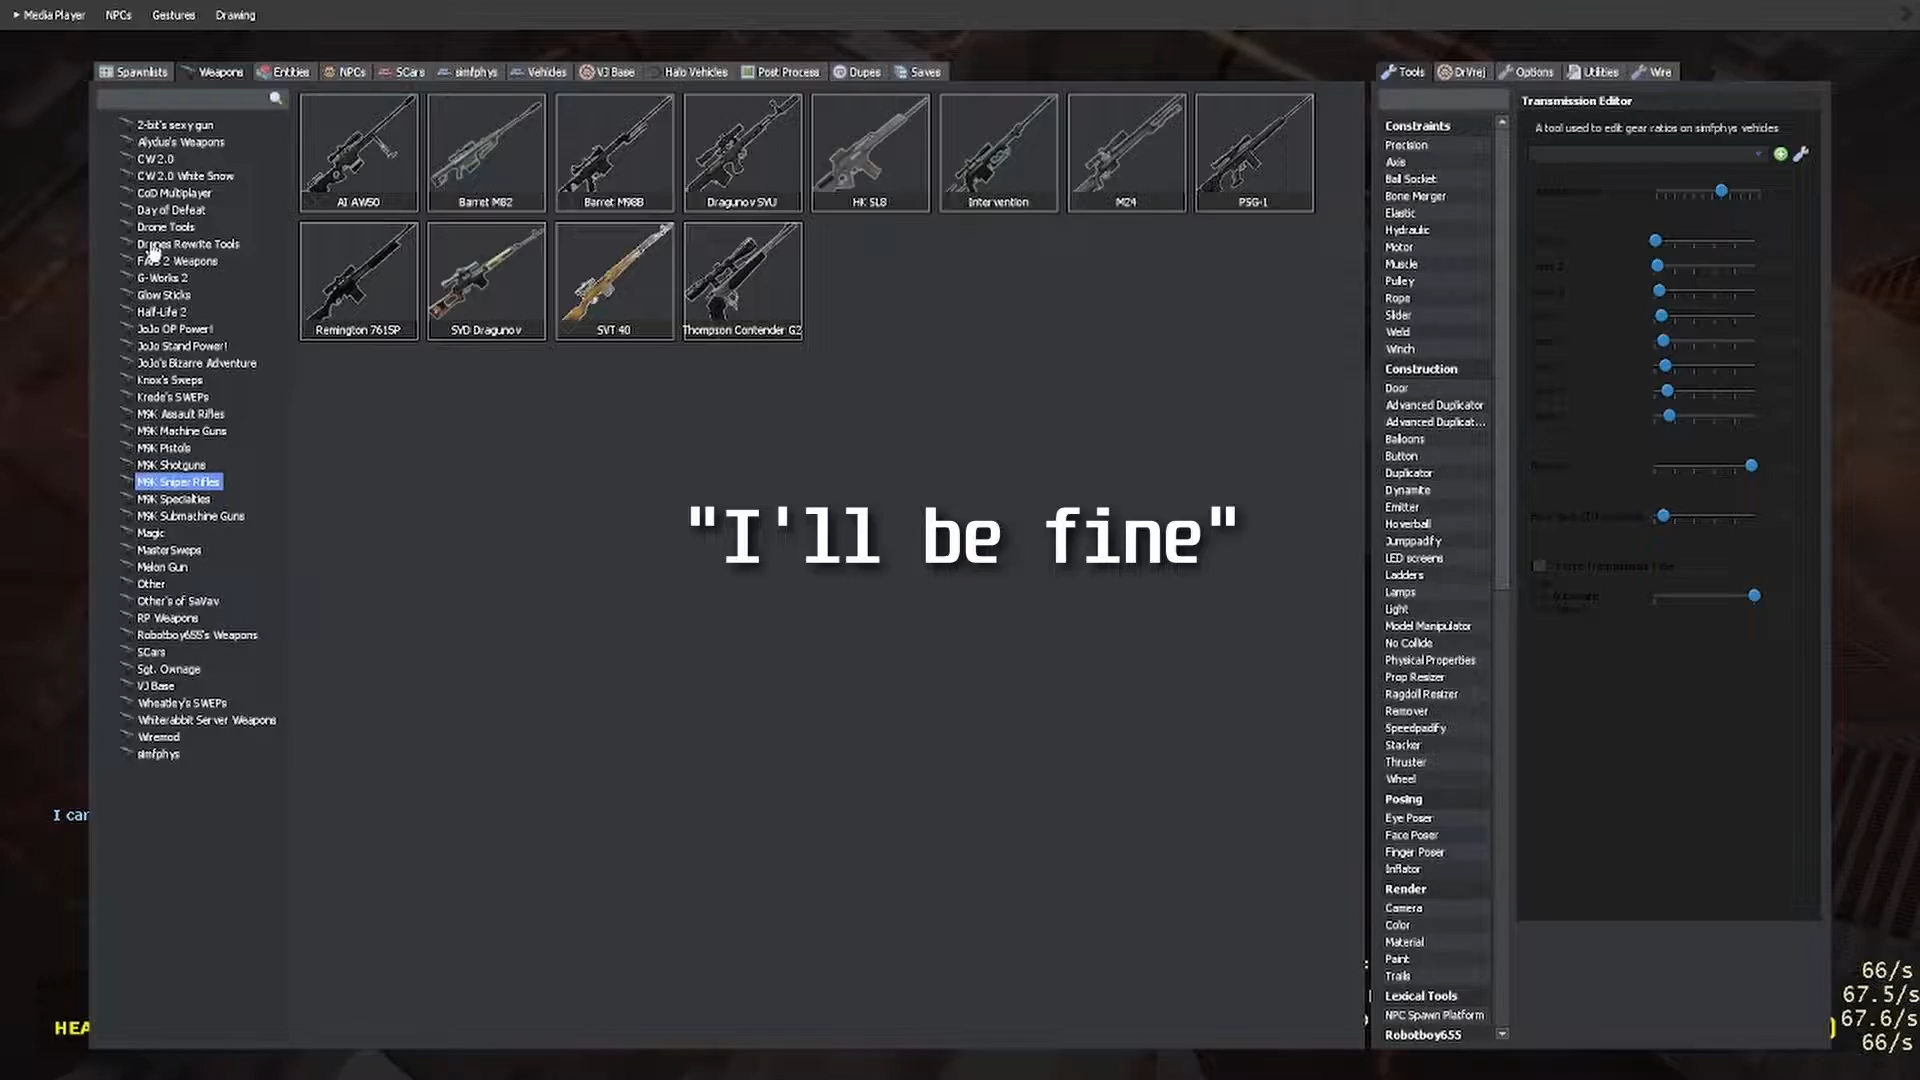 Media Player NPCs Gestures Drawing
Spawnlists Weapons Entities NPCs SCars simfphys Vehicles VJ Base Halo Vehicles Post Process Dupes Saves
2-bit's sexy gun
Alydus's Weapons
CW 2.0
CW 2.0 White Snow
CoD Multiplayer
Day of Defeat
Drone Tools
Drones Rewrite Tools
FA:S 2 Weapons
G-Works 2
Glow Sticks
Half-Life 2
JoJo OP Power!
JoJo Stand Power!
JoJo's Bizarre Adventure
Knox's Sweps
Krede's SWEPs
M9K Assault Rifles
M9K Machine Guns
M9K Pistols
M9K Shotguns
M9K Sniper Rifles
M9K Specialties
M9K Submachine Guns
Magic
MasterSweps
Melon Gun
Other
Other's of SaVav
RP Weapons
Robotboy655's Weapons
SCars
Sgt. Ownage
VJ Base
Wheatley's SWEPs
Whiterabbit Server Weapons
Wiremod
simfphys
AI AW50 Barret M82 Barret M98B Dragunov SVU HK SL8 Intervention M24 PSG-1
Remington 7615P SVD Dragunov SVT 40 Thompson Contender G2
"I'll be fine"
I can
HEA
Tools DrVrej Options Utilities Wire
Constraints
Precision
Axis
Ball Socket
Bone Merger
Elastic
Hydraulic
Motor
Muscle
Pulley
Rope
Slider
Weld
Winch
Construction
Door
Advanced Duplicator
Advanced Duplicat...
Balloons
Button
Duplicator
Dynamite
Emitter
Hoverball
Jumppadfy
LED screens
Ladders
Lamps
Light
Model Manipulator
No Collide
Physical Properties
Prop Resizer
Ragdoll Resizer
Remover
Speedpadify
Stacker
Thruster
Wheel
Posing
Eye Poser
Face Poser
Finger Poser
Inflator
Render
Camera
Color
Material
Paint
Trails
Lexical Tools
NPC Spawn Platform
Robotboy655
Transmission Editor
A tool used to edit gear ratios on simfphys vehicles
66/s
67.5/s
67.6/s
66/s